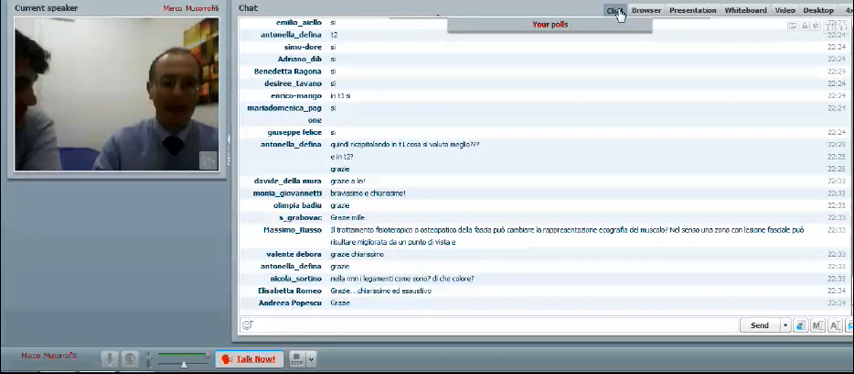 Current speaker
Marco Musorrofiti
Chat
Chat Browser Presentation Whiteboard Video Desktop 4x
Your polls
emilia_aiello si 22:24
antonella_defina t2 22:24
simo-dore si 22:24
Adriano_dib si 22:24
Benedetta Ragona si 22:24
desiree_tavano si 22:24
enrico-mango in t1 si 22:24
mariadomenica_pag si 22:24
one
giuseppe felice si 22:24
antonella_defina quindi ricapitolando in t1 cosa si valuta meglio??? 22:25
e in t2? 22:25
grazie
davide_della mura grazie a lei! 22:33
monia_giovannetti bravissimo e chiarissimo! 22:33
olimpia badiu grazie 22:33
s_grabovac Grazie mille 22:33
Massimo_Russo Il trattamento fisioterapico o osteopatico della fascia può cambiare la rappresentazione ecografia del muscolo? Nel senso una zona con lesione fasciale può 22:33
risultare migliorata da un punto di vista e
valente debora grazie chiarissimo 22:33
antonella_defina grazie 22:33
nicola_sortino nella rmn i legamenti come sono? di che colore? 22:33
Elisabetta Romeo Grazie...chiarissimo ed esaustivo 22:34
Andreea Popescu Grazie 22:34
Send
Marco Musorrofiti
Talk Now!